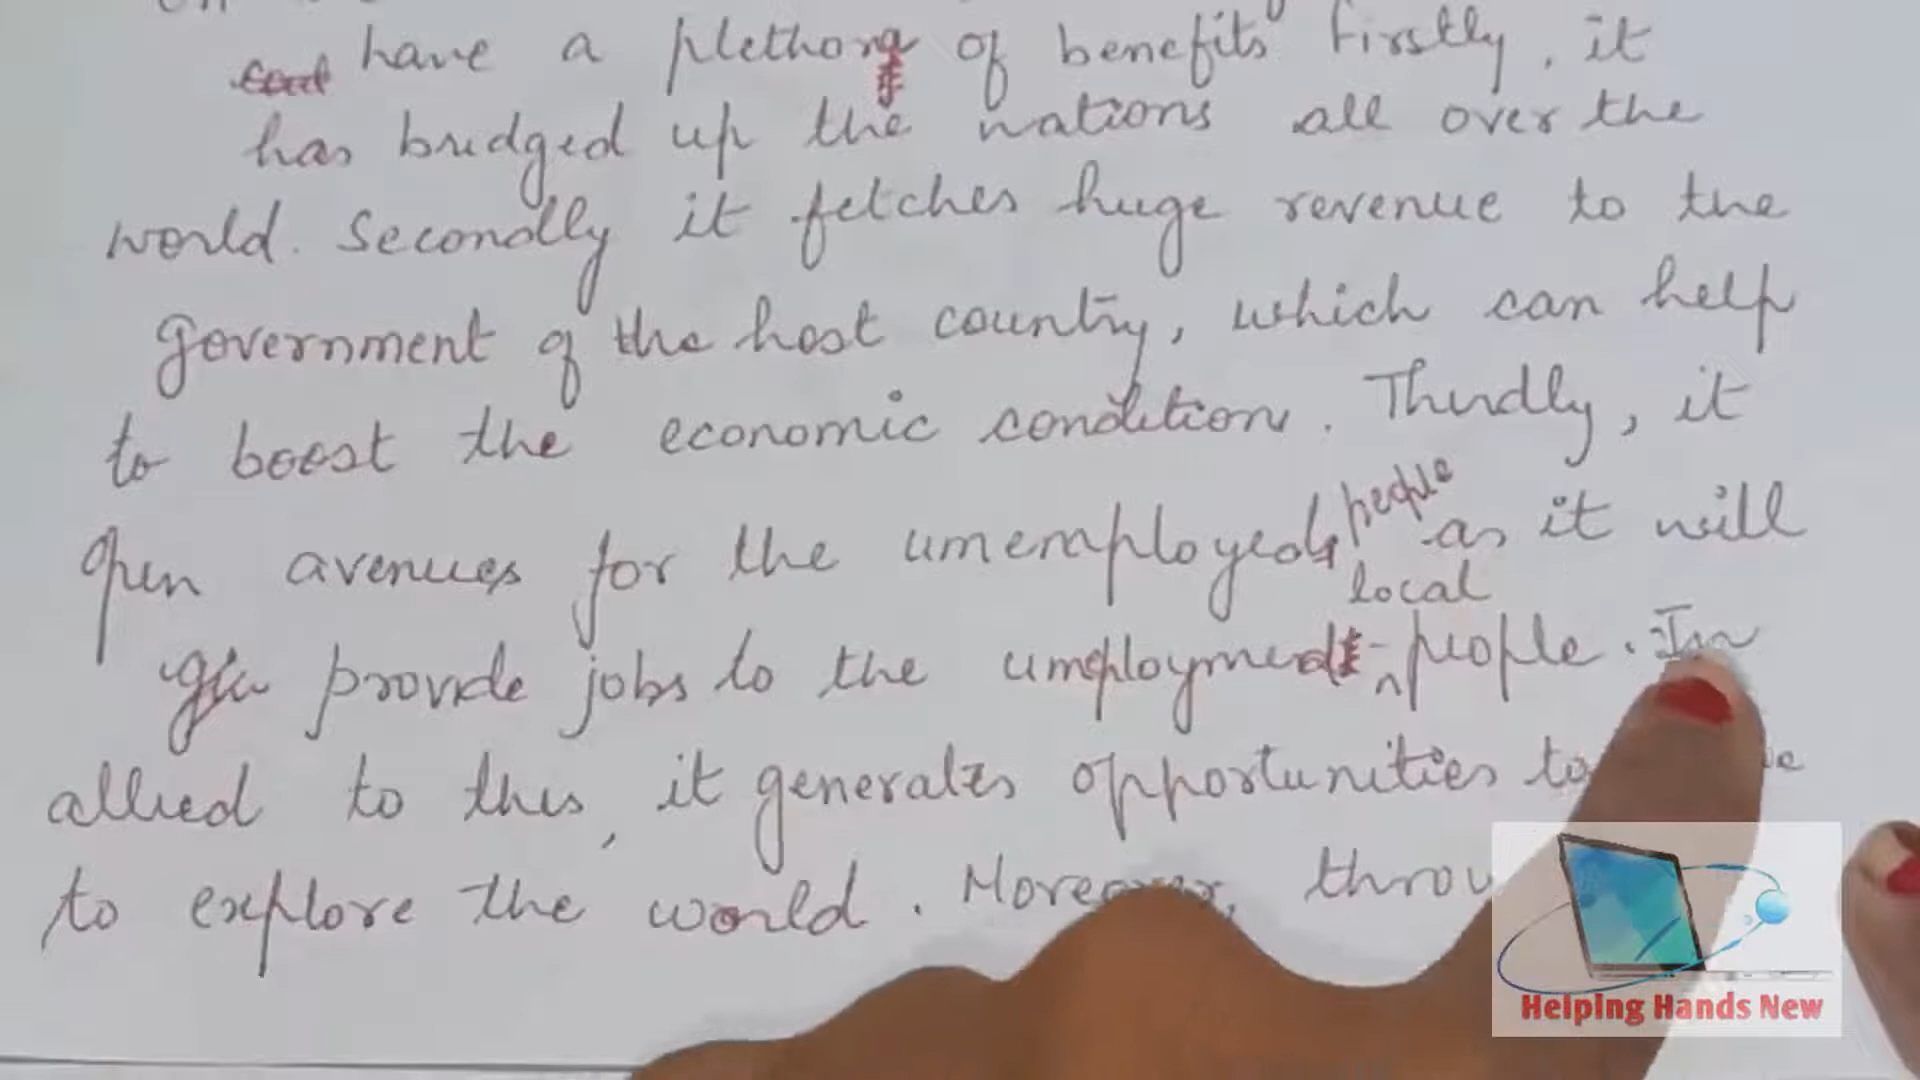 have a plethora of benefits firstly, it
has bridged up the nations all over the
world. Secondly it fetches huge revenue to the
government of the host country, which can help
to boost the economic condition. Thirdly, it
people
open avenues for the unemployed as it will
local
provide jobs to the people. In
allied to this, it generates opportunities to
to explore the world. Moreover,
Helping Hands New